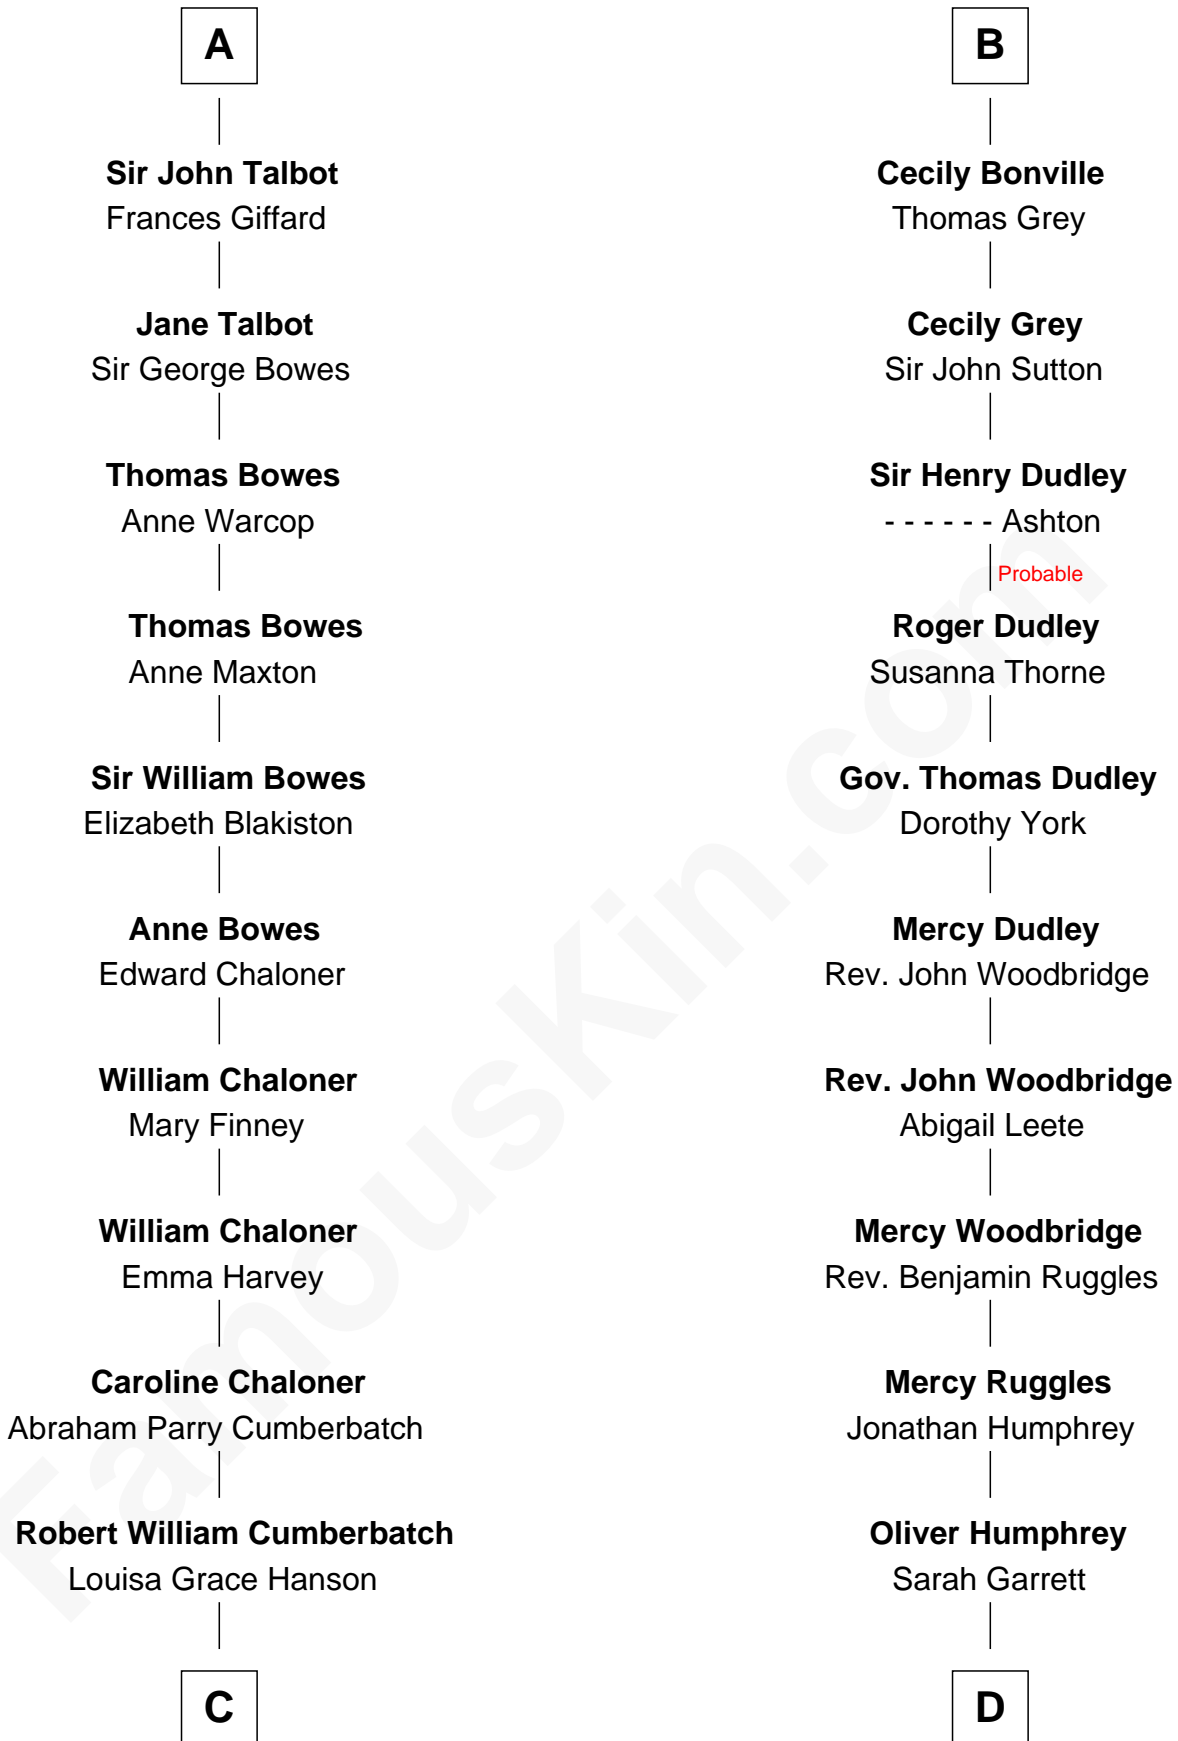 A
Sir John Talbot
Frances Giffard
Jane Talbot
Sir George Bowes
Thomas Bowes
Anne Warcop
Thomas Bowes
Anne Maxton
Sir William Bowes
Elizabeth Blakiston
Anne Bowes
Edward Chaloner
William Chaloner
Mary Finney
William Chaloner
Emma Harvey
Caroline Chaloner
Abraham Parry Cumberbatch
Robert William Cumberbatch
Louisa Grace Hanson
C
B
Cecily Bonville
Thomas Grey
Cecily Grey
Sir John Sutton
Sir Henry Dudley
- - - - - - Ashton
Probable
Roger Dudley
Susanna Thorne
Gov. Thomas Dudley
Dorothy York
Mercy Dudley
Rev. John Woodbridge
Rev. John Woodbridge
Abigail Leete
Mercy Woodbridge
Rev. Benjamin Ruggles
Mercy Ruggles
Jonathan Humphrey
Oliver Humphrey
Sarah Garrett
D
FamousKin.com